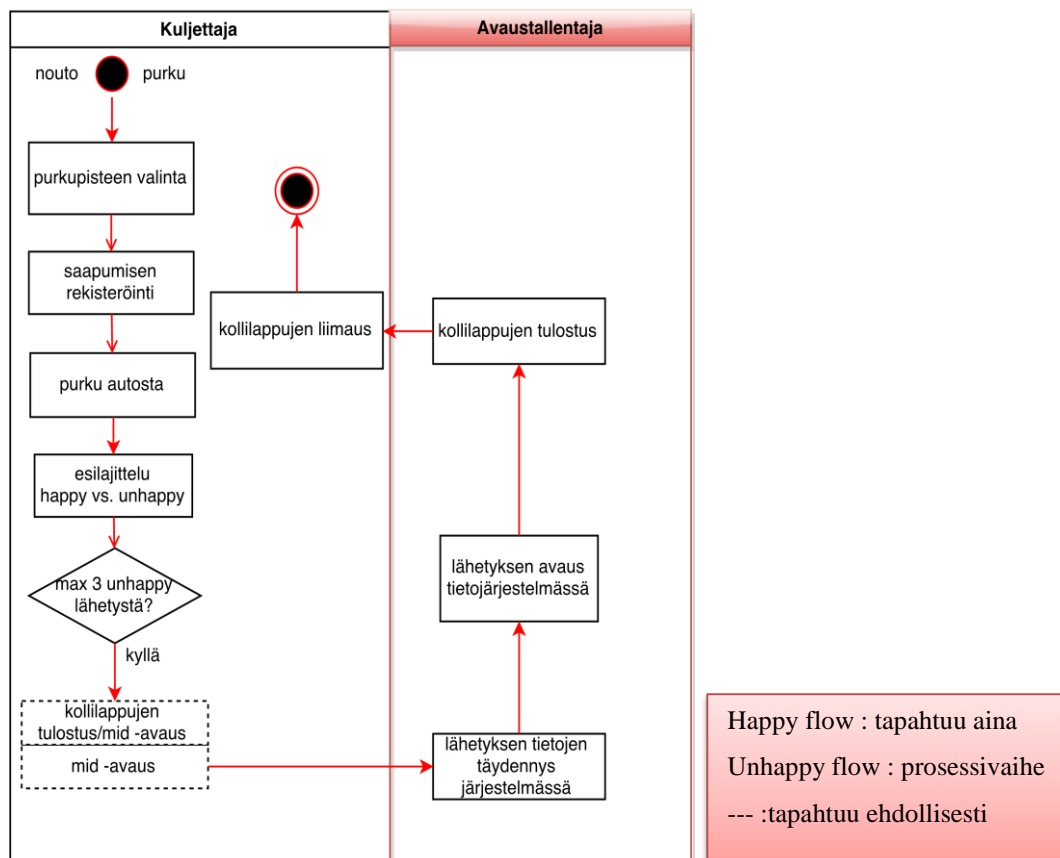 Kuljettaja
Avaustallentaja
nouto
purku
purkupisteen valinta
saapumisen
rekisteröinti
purku autosta
esilajittelu
happy vs. unhappy
max 3 unhappy
lähetystä?
kyllä
kollilappujen
tulostus/mid -avaus
mid -avaus
lähetyksen tietojen
täydennys
järjestelmässä
lähetyksen avaus
tietojärjestelmässä
kollilappujen tulostus
kollilappujen liimaus
Happy flow : tapahtuu aina
Unhappy flow : prosessivaihe
--- :tapahtuu ehdollisesti